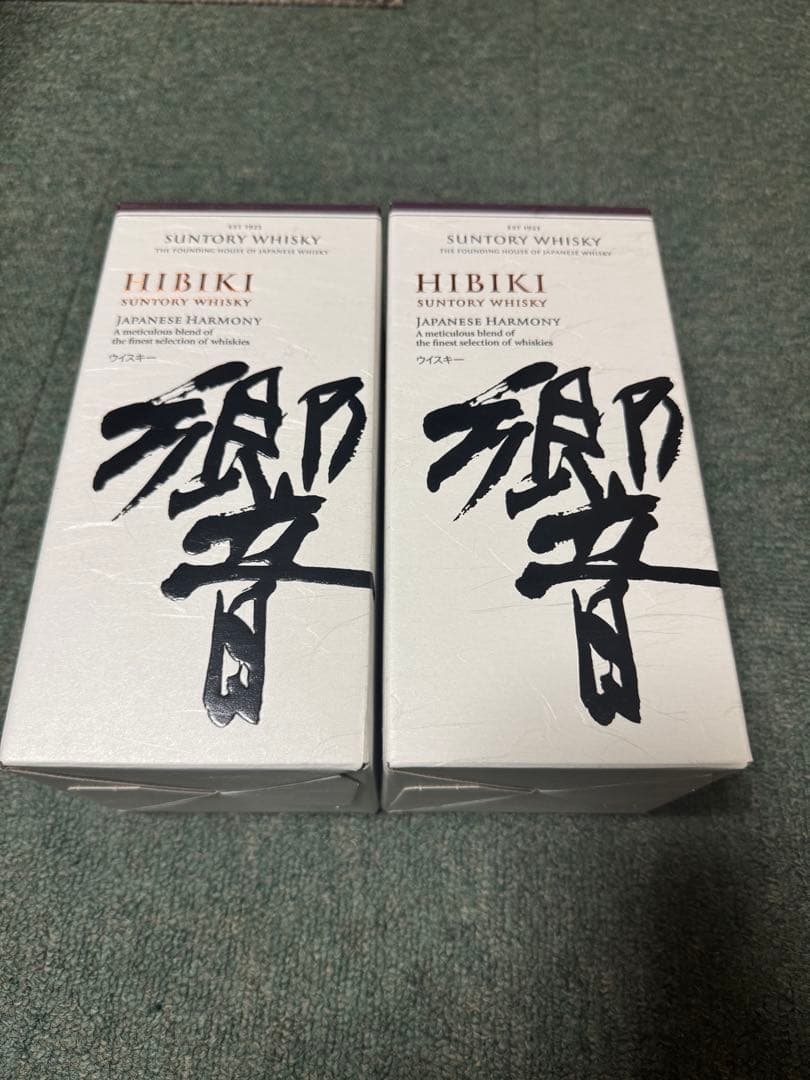 EST 1923
SUNTORY WHISKY
THE FOUNDING HOUSE OF JAPANESE WHISKY
HIBIKI
SUNTORY WHISKY
JAPANESE HARMONY
A meticulous blend of
the finest selection of whiskies
ウイスキー
響
EST 1923
SUNTORY WHISKY
THE FOUNDING HOUSE OF JAPANESE WHISKY
HIBIKI
SUNTORY WHISKY
JAPANESE HARMONY
A meticulous blend of
the finest selection of whiskies
ウイスキー
響